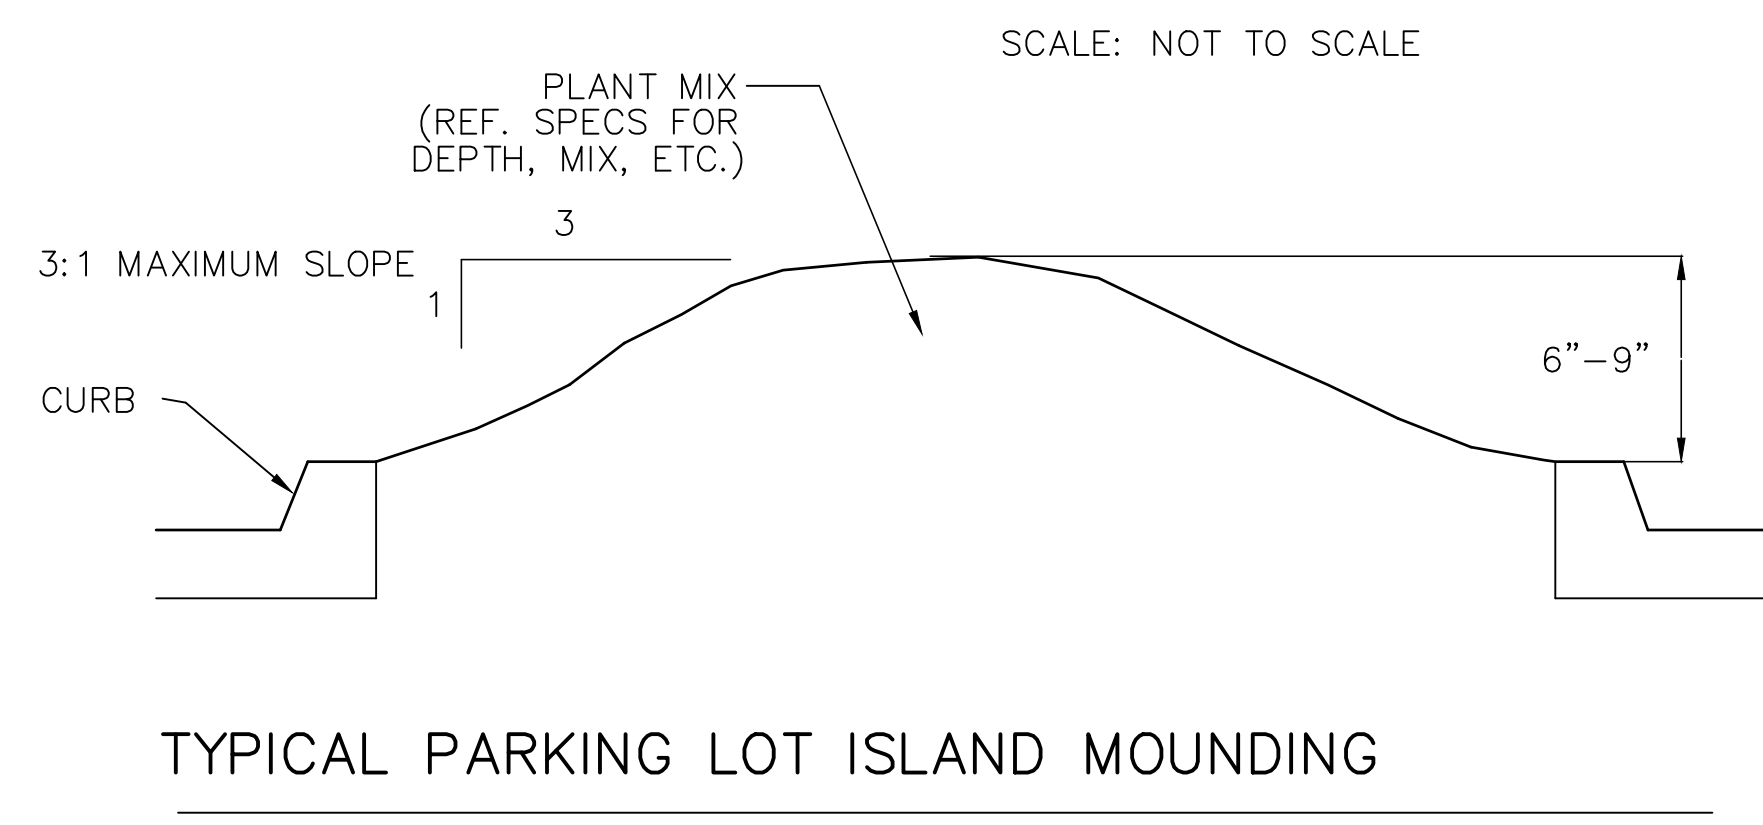 SCALE: NOT TO SCALE
PLANT MIX
(REF. SPECS FOR
DEPTH, MIX, ETC.)
3
3:1 MAXIMUM SLOPE
1
6”-9”
CURB
TYPICAL PARKING LOT ISLAND MOUNDING